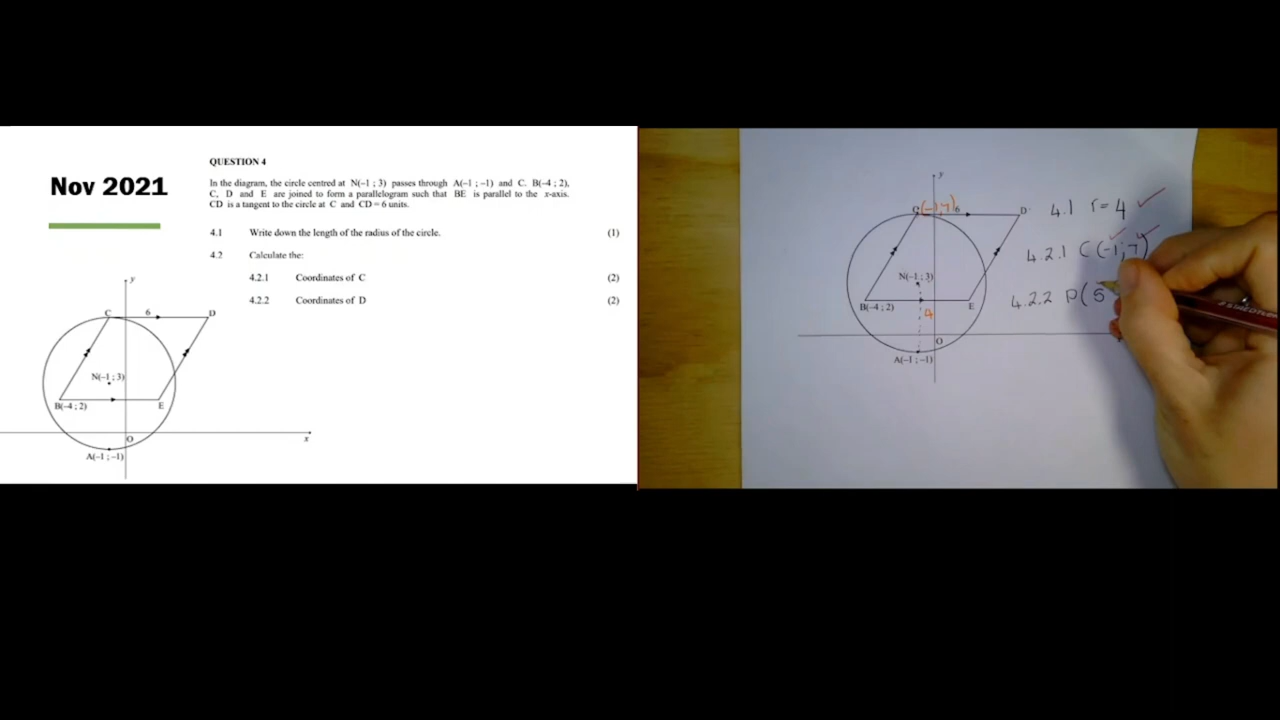 Nov 2021
QUESTION 4
In the diagram, the circle centred at N(−1 ; 3) passes through A(−1 ; −1) and C. B(−4 ; 2),
C, D and E are joined to form a parallelogram such that BE is parallel to the x-axis.
CD is a tangent to the circle at C and CD = 6 units.
4.1 Write down the length of the radius of the circle. (1)
4.2 Calculate the:
4.2.1 Coordinates of C (2)
4.2.2 Coordinates of D (2)
y
C 6 D
N(−1 ; 3)
B(−4 ; 2) E
O
x
A(−1 ; −1)
y
C (-1;7) 6 D
N(−1 ; 3)
B(−4 ; 2) 4 E
O
A(−1 ; −1)
4.1 r = 4
4.2.1 C (-1; 7)
4.2.2 D(5